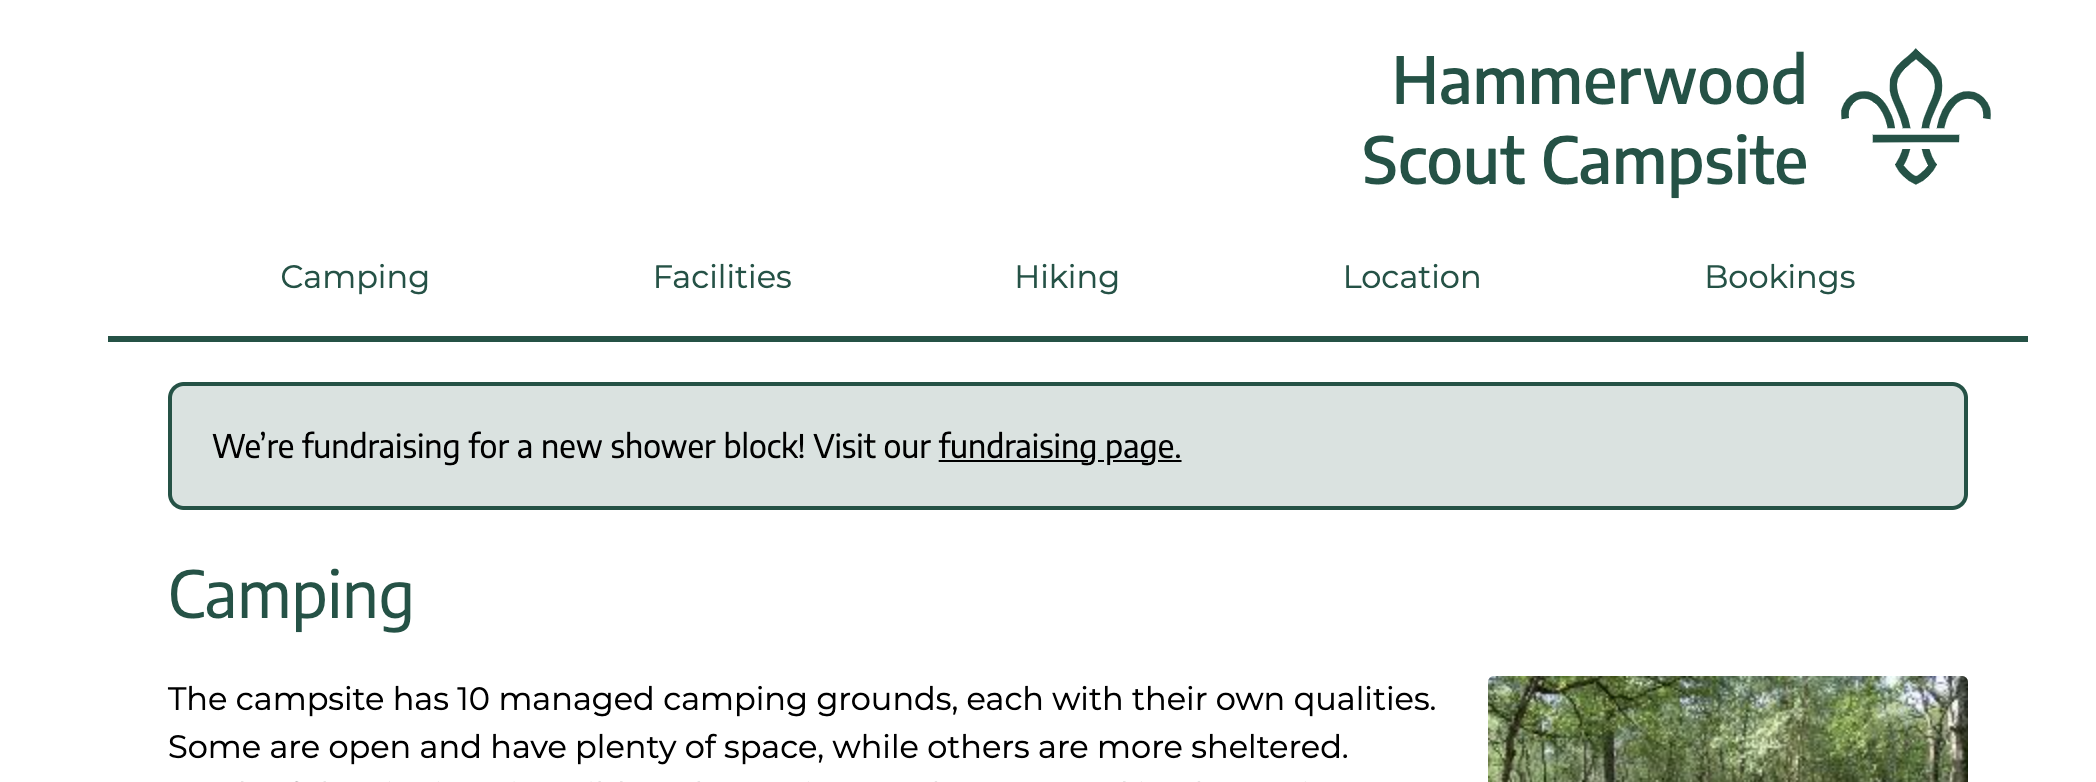 Hammerwood
Scout Campsite
Camping Facilities Hiking Location Bookings
We’re fundraising for a new shower block! Visit our fundraising page.
Camping
The campsite has 10 managed camping grounds, each with their own qualities.
Some are open and have plenty of space, while others are more sheltered.